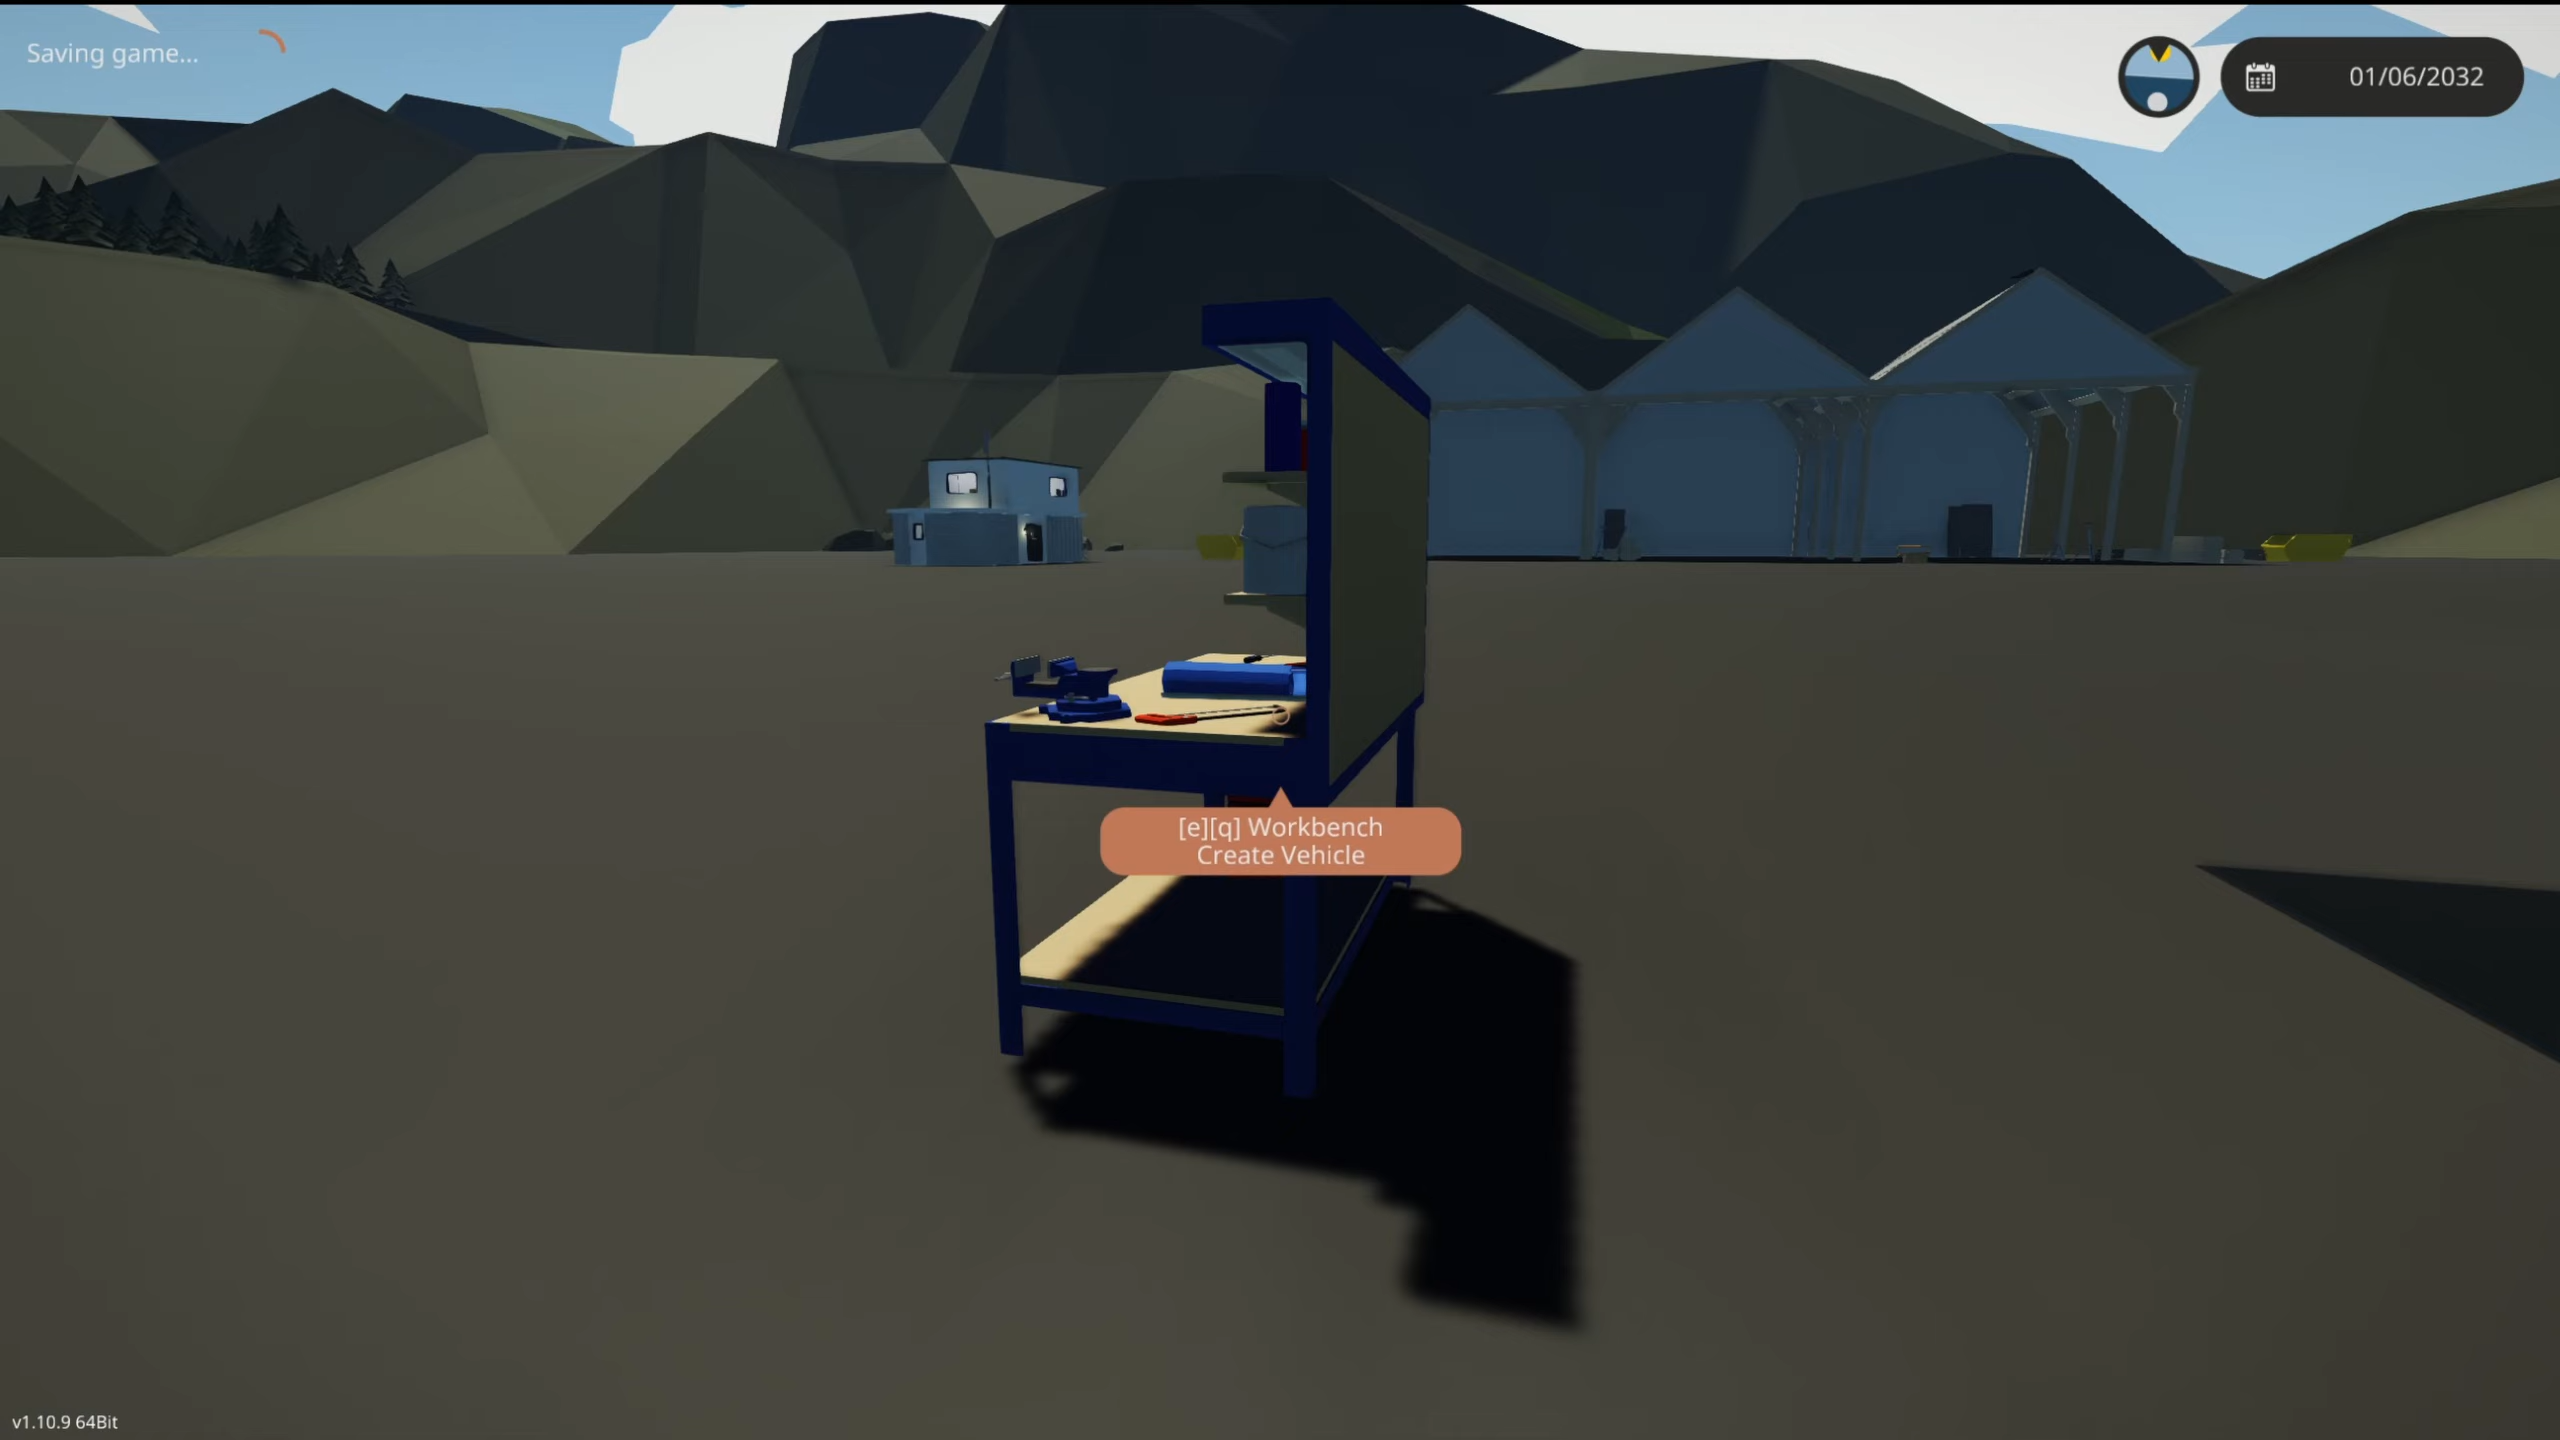 Saving game...
01/06/2032
[e][q] Workbench
Create Vehicle
v1.10.9 64Bit